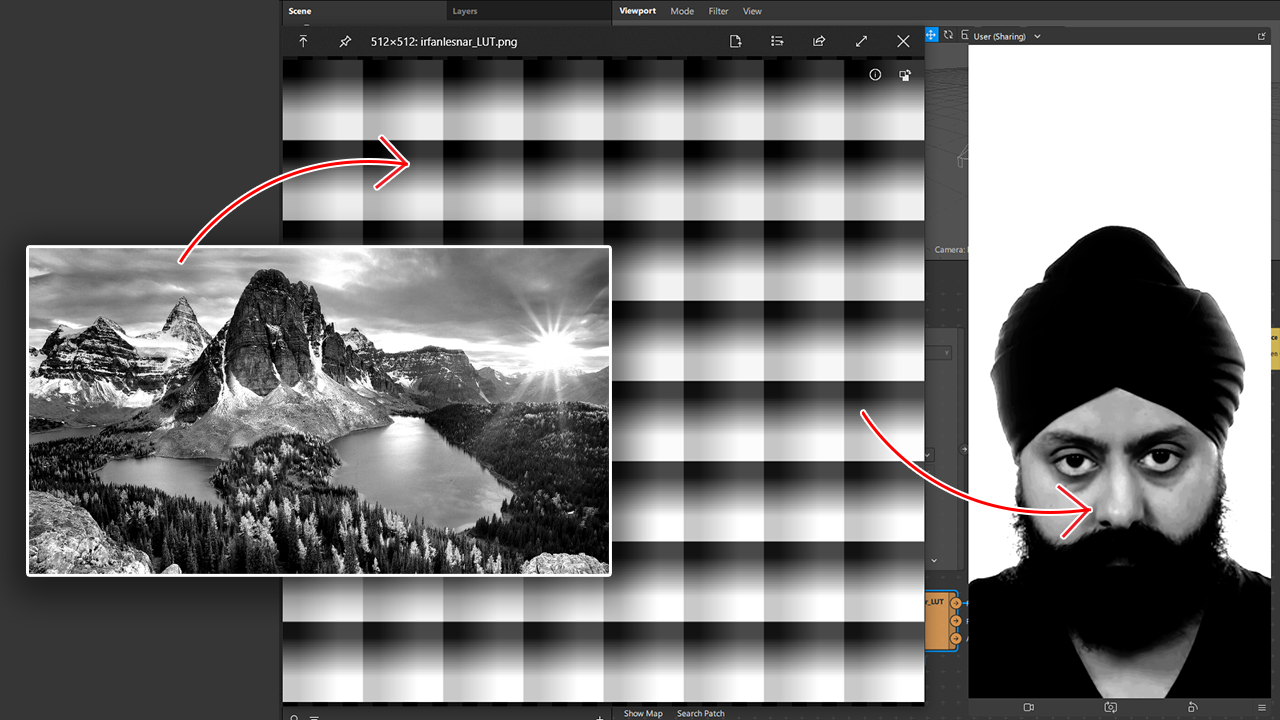 Scene
Layers
Viewport Mode Filter View
512×512: irfanlesnar_LUT.png
User (Sharing)
Camera:
r_LUT
Show Map Search Patch